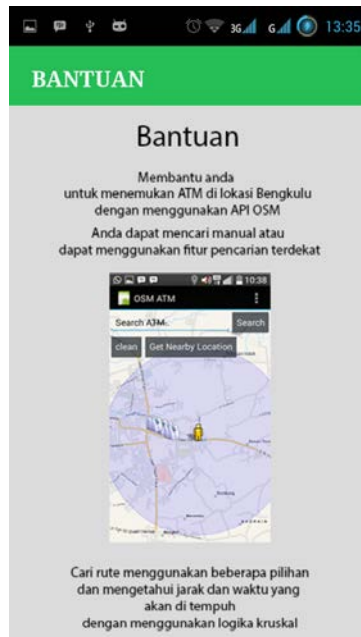 3G G 13:35
BANTUAN
Bantuan
Membantu anda
untuk menemukan ATM di lokasi Bengkulu
dengan menggunakan API OSM
Anda dapat mencari manual atau
dapat menggunakan fitur pencarian terdekat
10:38
OSM ATM
Search ATM.. Search
clean Get Nearby Location
Cari rute menggunakan beberapa pilihan
dan mengetahui jarak dan waktu yang
akan di tempuh
dengan menggunakan logika kruskal